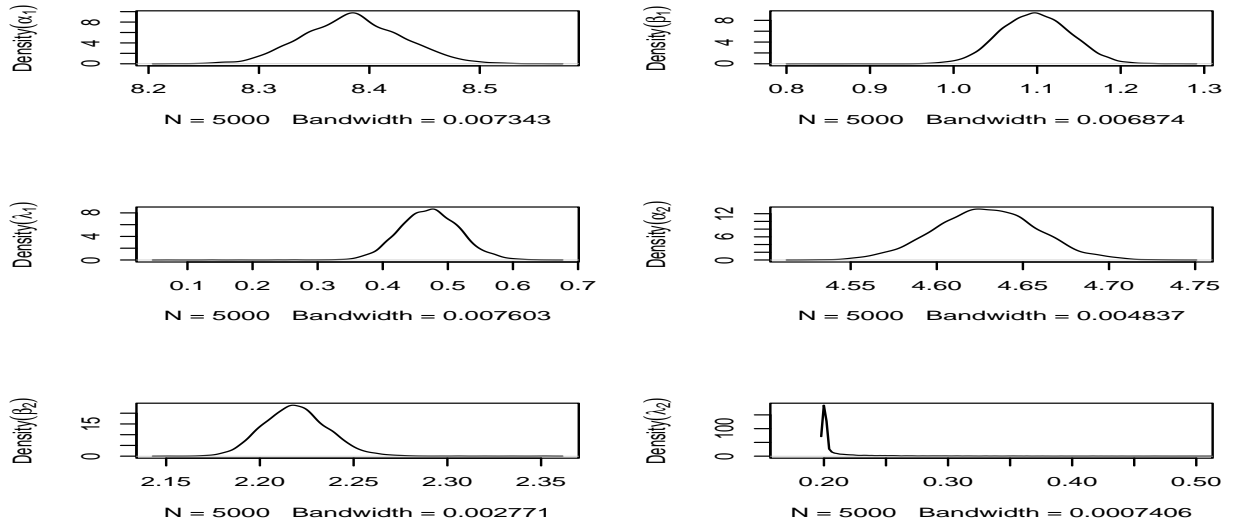 Density(α₁)
0 4 8
8.2 8.3 8.4 8.5
N = 5000 Bandwidth = 0.007343
Density(β₁)
0 4 8
0.8 0.9 1.0 1.1 1.2 1.3
N = 5000 Bandwidth = 0.006874
Density(λ₁)
0 4 8
0.1 0.2 0.3 0.4 0.5 0.6 0.7
N = 5000 Bandwidth = 0.007603
Density(α₂)
0 6 12
4.55 4.60 4.65 4.70 4.75
N = 5000 Bandwidth = 0.004837
Density(β₂)
0 15
2.15 2.20 2.25 2.30 2.35
N = 5000 Bandwidth = 0.002771
Density(λ₂)
0 100
0.20 0.30 0.40 0.50
N = 5000 Bandwidth = 0.0007406